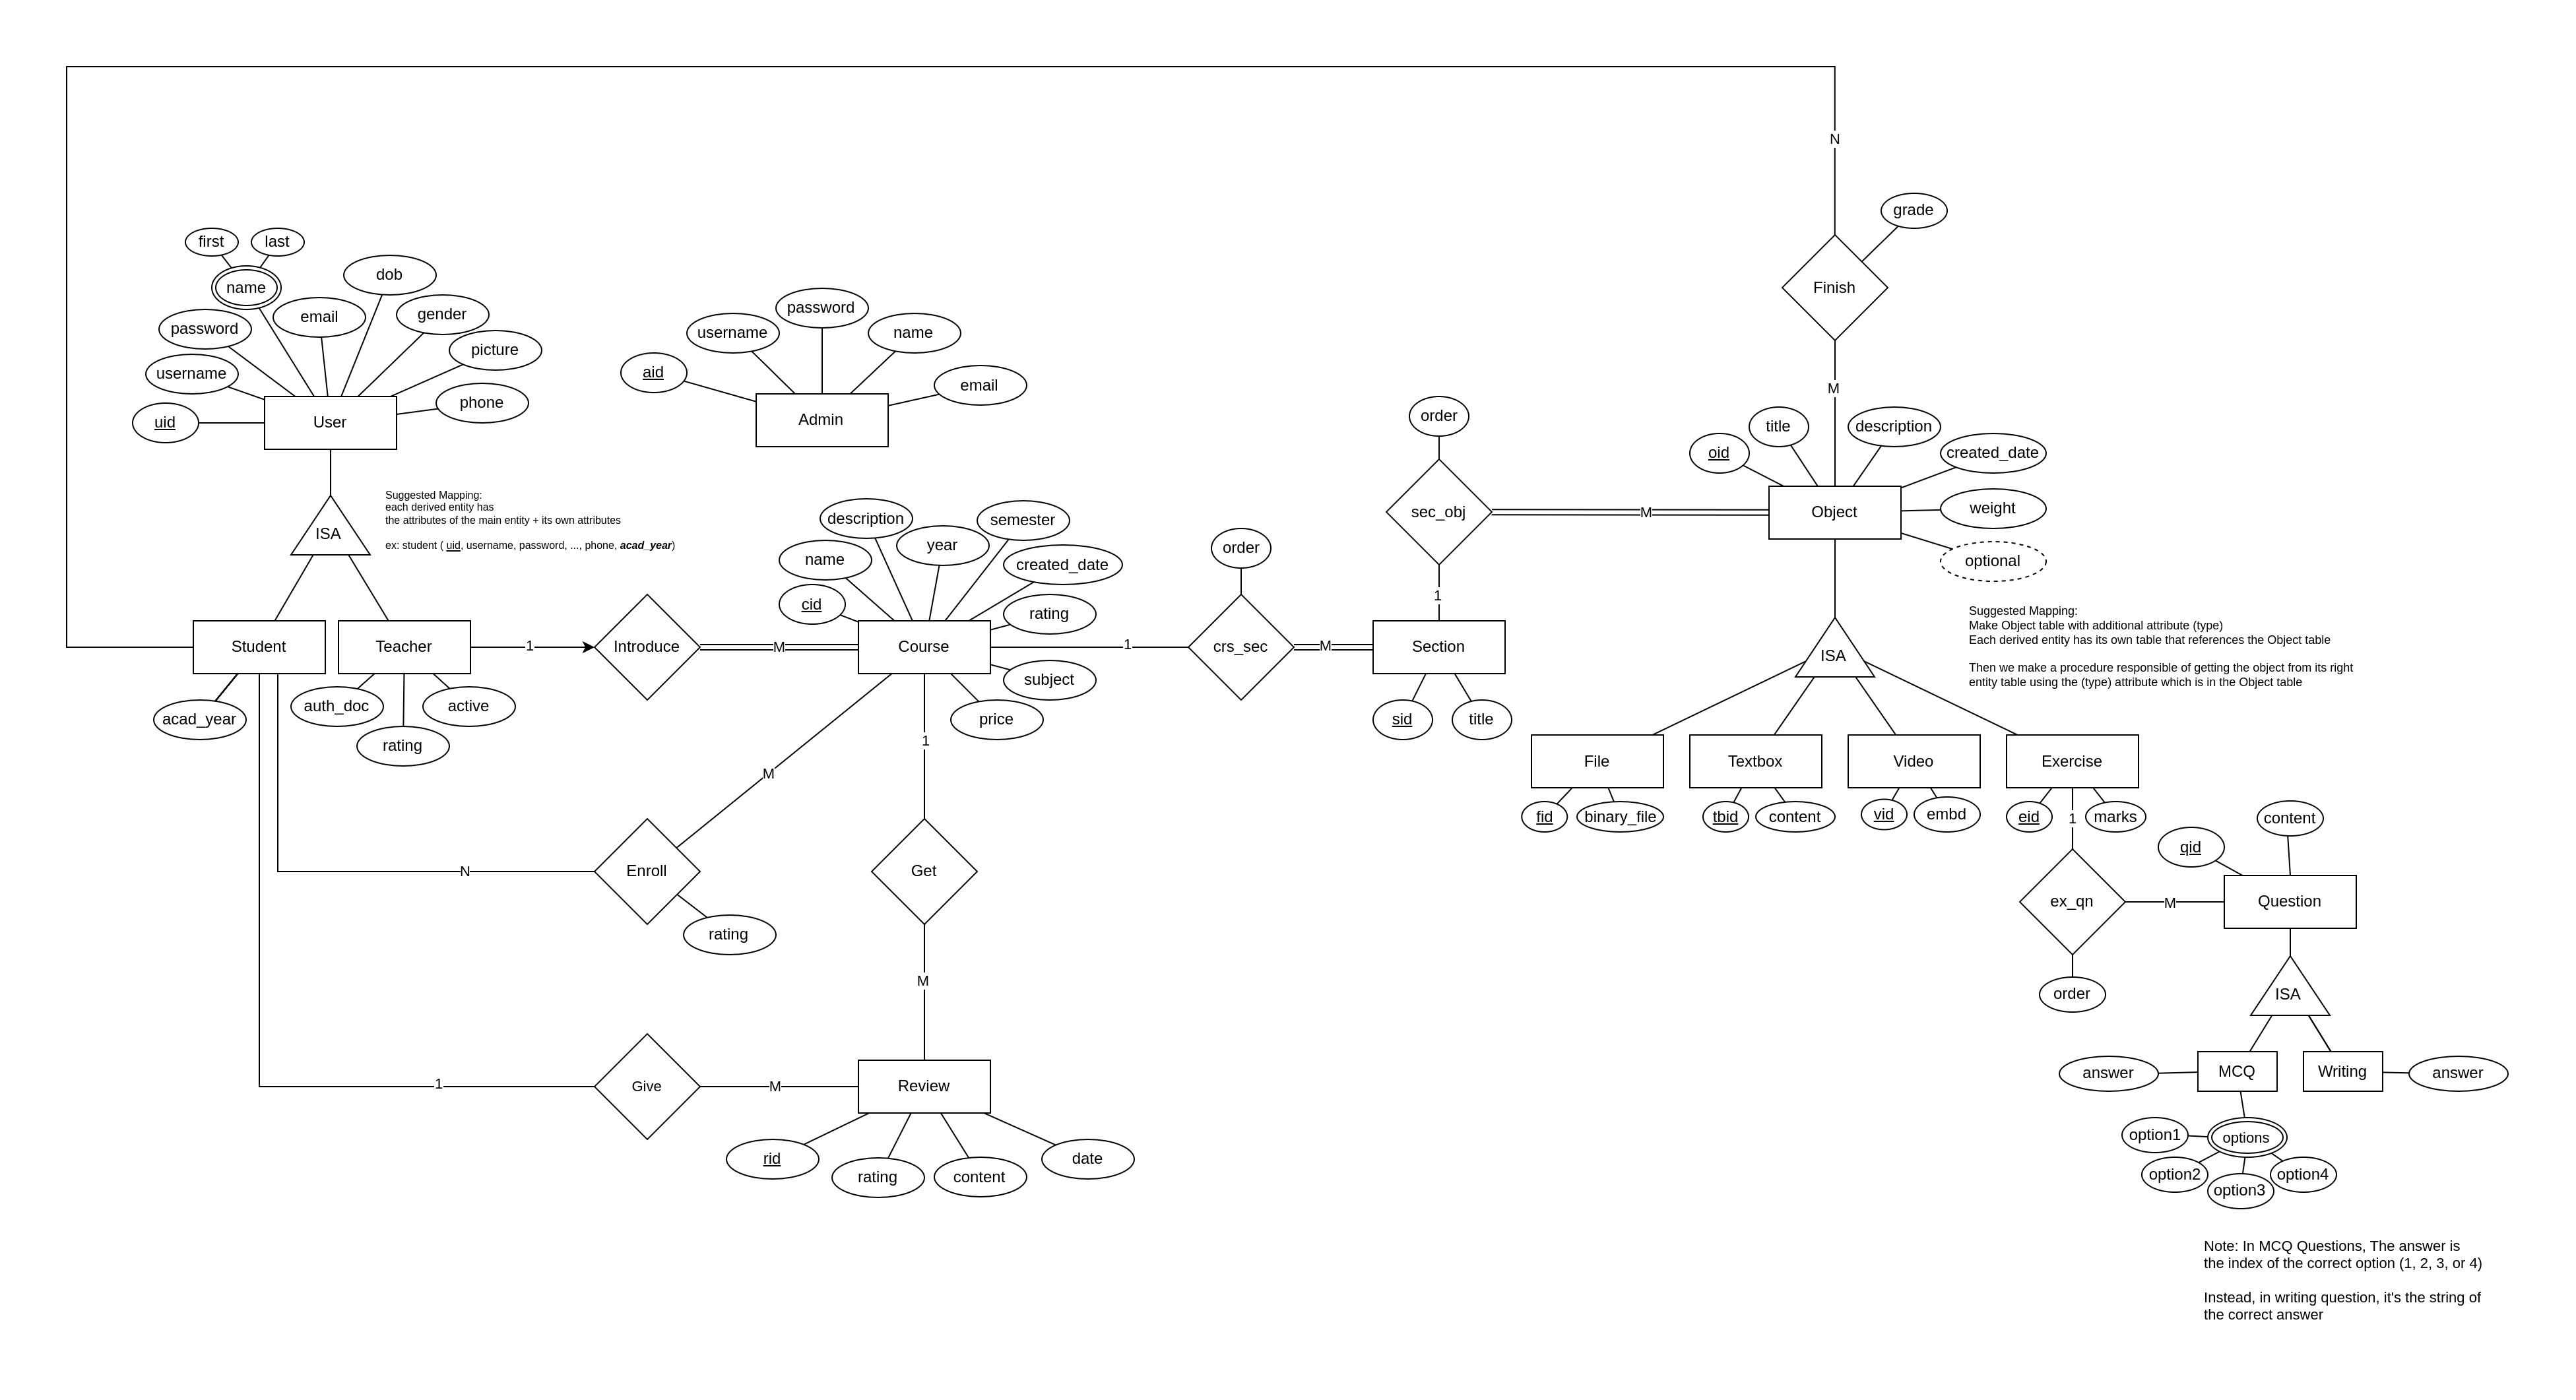 N
grade
Finish
M
first
last
name
dob
email
gender
password
picture
username
phone
uid
User
password
username
name
aid
email
Admin
Suggested Mapping:
each derived entity has
the attributes of the main entity + its own attributes
ex: student ( uid, username, password, ..., phone, acad_year)
ISA
Student
Teacher
acad_year
auth_doc
active
rating
1
Introduce
M
description
semester
year
name
created_date
cid
rating
Course
subject
price
1
order
crs_sec
M
order
sec_obj
M
1
Section
sid
title
oid
title
description
created_date
Object
weight
optional
Suggested Mapping:
Make Object table with additional attribute (type)
Each derived entity has its own table that references the Object table
Then we make a procedure responsible of getting the object from its right
entity table using the (type) attribute which is in the Object table
ISA
File
Textbox
Video
Exercise
fid
binary_file
tbid
content
vid
embd
eid
1
marks
qid
content
ex_qn
M
Question
order
ISA
MCQ
Writing
answer
answer
options
option1
option2
option3
option4
Note: In MCQ Questions, The answer is
the index of the correct option (1, 2, 3, or 4)
Instead, in writing question, it's the string of
the correct answer
1
M
N
Enroll
rating
Get
M
1
Give
M
Review
rid
rating
content
date